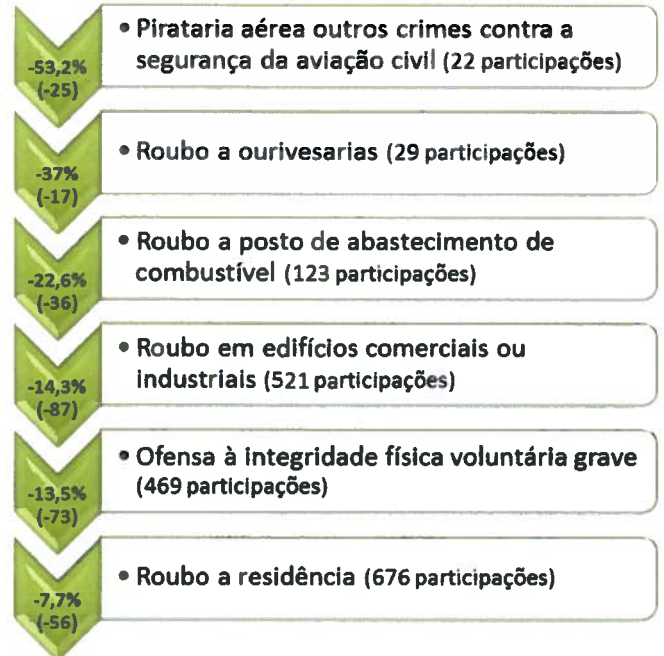 -53,2%
(-25)
• Pirataria aérea outros crimes contra a
segurança da aviação civil (22 participações)
-37%
(-17)
• Roubo a ourivesarias (29 participações)
-22,6%
(-36)
• Roubo a posto de abastecimento de
combustível (123 participações)
-14,3%
(-87)
• Roubo em edifícios comerciais ou
industriais (521 participações)
-13,5%
(-73)
• Ofensa à integridade física voluntária grave
(469 participações)
-7,7%
(-56)
• Roubo a residência (676 participações)